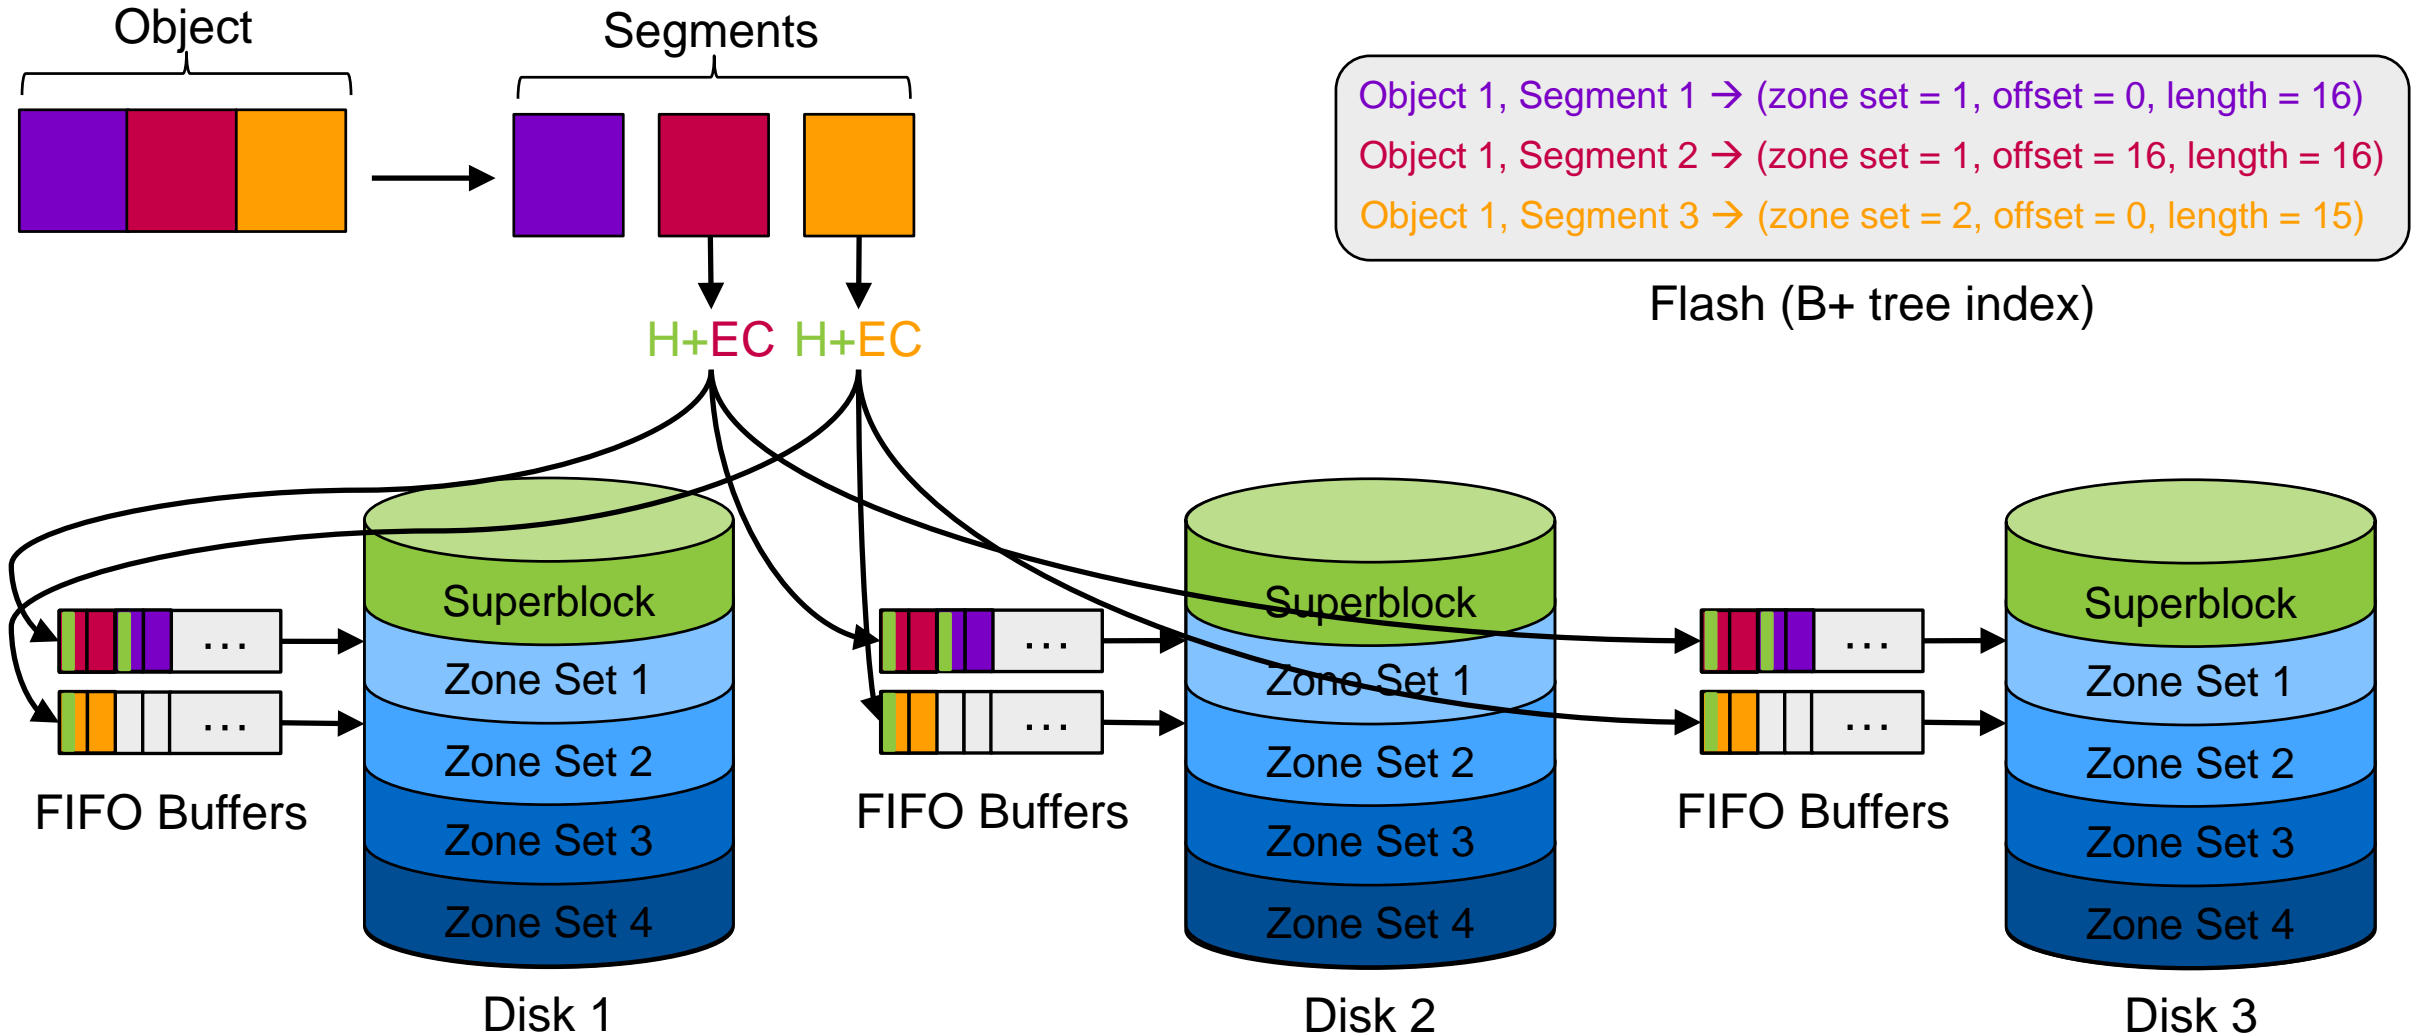 Object
Segments
Object 1, Segment 1 → (zone set = 1, offset = 0, length = 16)
Object 1, Segment 2 → (zone set = 1, offset = 16, length = 16)
Object 1, Segment 3 → (zone set = 2, offset = 0, length = 15)
Flash (B+ tree index)
H+EC H+EC
Superblock
Zone Set 1
Zone Set 2
Zone Set 3
Zone Set 4
...
...
FIFO Buffers
Disk 1
Superblock
Zone Set 1
Zone Set 2
Zone Set 3
Zone Set 4
...
...
FIFO Buffers
Disk 2
Superblock
Zone Set 1
Zone Set 2
Zone Set 3
Zone Set 4
...
...
FIFO Buffers
Disk 3